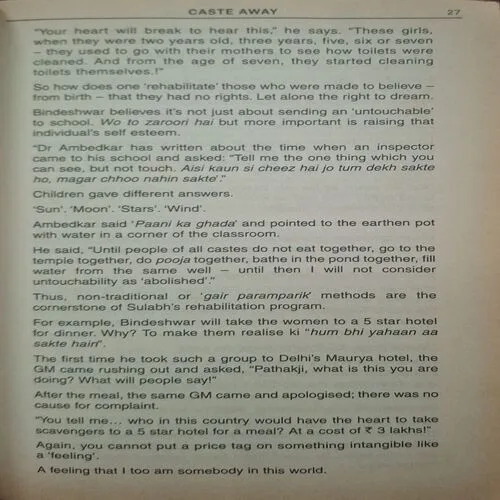 CASTE AWAY 27
"Your heart will break to hear this," he says. "These girls,
when they were two years old, three years, five, six or seven
– they used to go with their mothers to see how toilets were
cleaned. And from the age of seven, they started cleaning
toilets themselves.!"
So how does one 'rehabilitate' those who were made to believe –
from birth – that they had no rights. Let alone the right to dream.
Bindeshwar believes it's not just about sending an 'untouchable'
to school. Wo to zaroori hai but more important is raising that
individual's self esteem.
"Dr Ambedkar has written about the time when an inspector
came to his school and asked: "Tell me the one thing which you
can see, but not touch. Aisi kaun si cheez hai jo tum dekh sakte
ho, magar chhoo nahin sakte'."
Children gave different answers.
'Sun'. 'Moon'. 'Stars'. 'Wind'.
Ambedkar said 'Paani ka ghada' and pointed to the earthen pot
with water in a corner of the classroom.
He said, "Until people of all castes do not eat together, go to the
temple together, do pooja together, bathe in the pond together, fill
water from the same well – until then I will not consider
untouchability as 'abolished'."
Thus, non-traditional or 'gair paramparik' methods are the
cornerstone of Sulabh's rehabilitation program.
For example, Bindeshwar will take the women to a 5 star hotel
for dinner. Why? To make them realise ki "hum bhi yahaan aa
sakte hain".
The first time he took such a group to Delhi's Maurya hotel, the
GM came rushing out and asked, "Pathakji, what is this you are
doing? What will people say!"
After the meal, the same GM came and apologised; there was no
cause for complaint.
"You tell me... who in this country would have the heart to take
scavengers to a 5 star hotel for a meal? At a cost of ₹ 3 lakhs!"
Again, you cannot put a price tag on something intangible like
a 'feeling'.
A feeling that I too am somebody in this world.